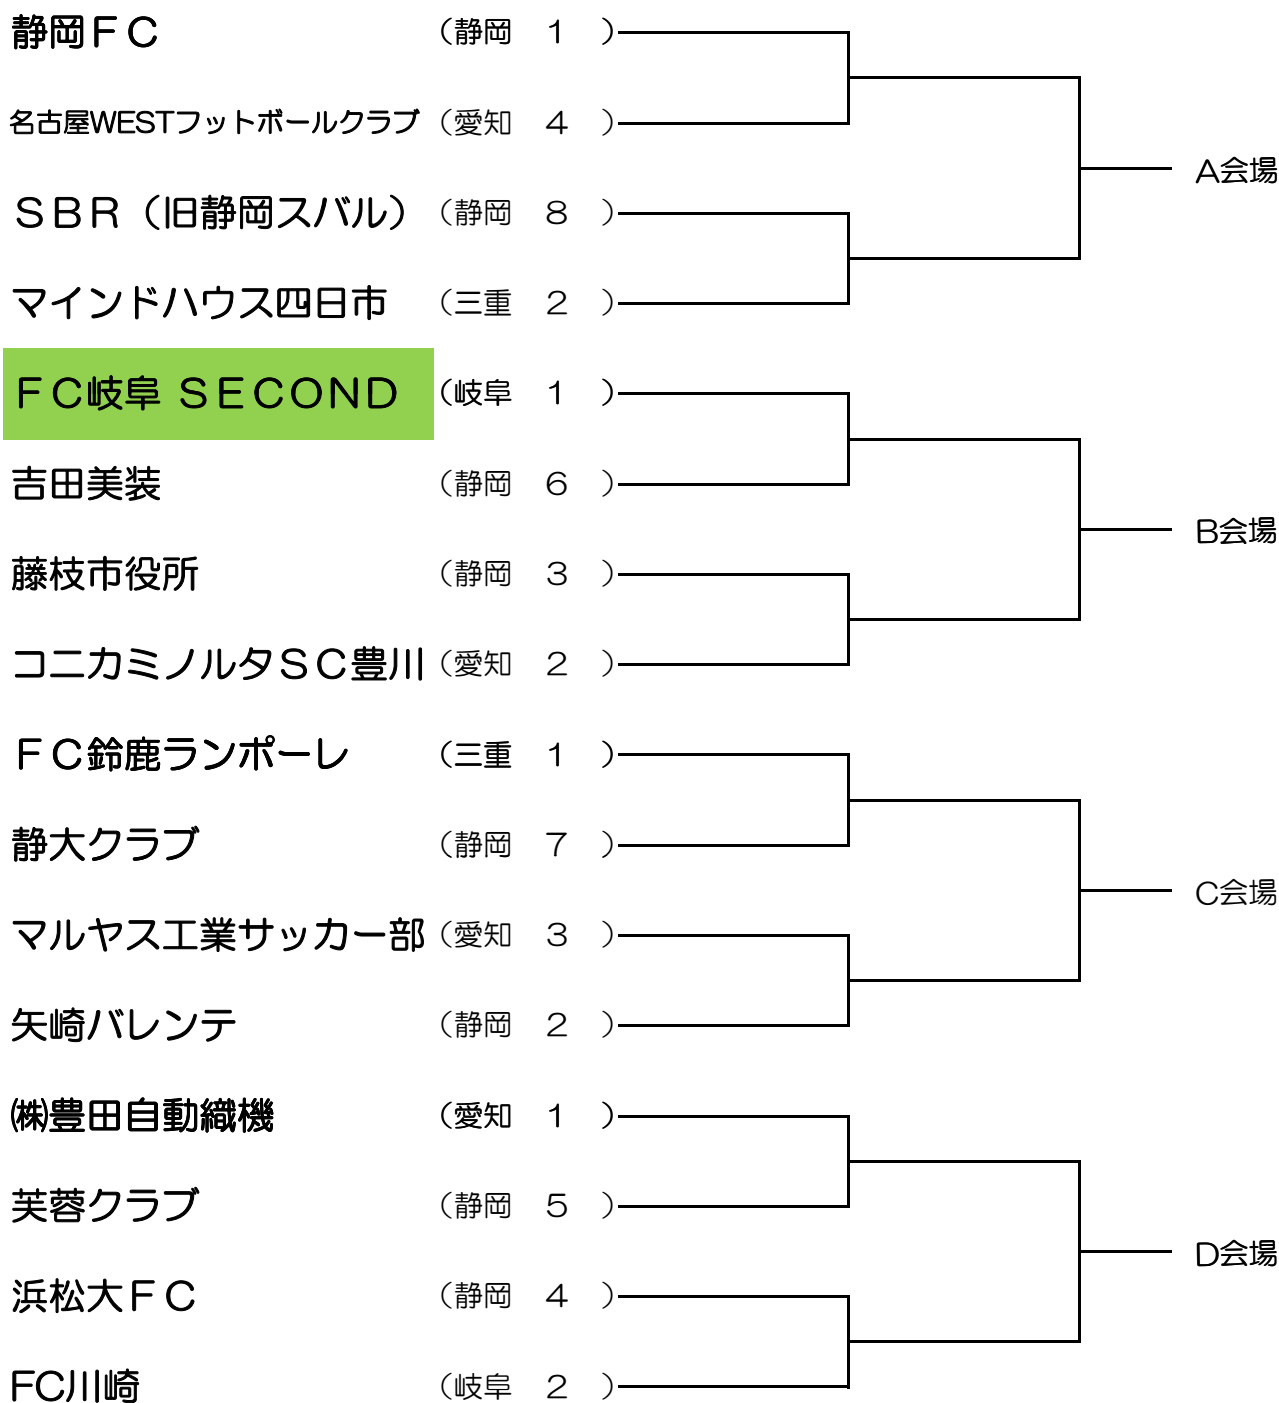 静岡ＦＣ （静岡 1 ）
名古屋WESTフットボールクラブ （愛知 4 ）
A会場
ＳＢＲ（旧静岡スバル） （静岡 8 ）
マインドハウス四日市 （三重 2 ）
ＦＣ岐阜 ＳＥＣＯＮＤ （岐阜 1 ）
吉田美装 （静岡 6 ）
B会場
藤枝市役所 （静岡 3 ）
コニカミノルタＳＣ豊川 （愛知 2 ）
ＦＣ鈴鹿ランポーレ （三重 1 ）
静大クラブ （静岡 7 ）
C会場
マルヤス工業サッカー部 （愛知 3 ）
矢崎バレンテ （静岡 2 ）
㈱豊田自動織機 （愛知 1 ）
芙蓉クラブ （静岡 5 ）
D会場
浜松大ＦＣ （静岡 4 ）
FC川崎 （岐阜 2 ）